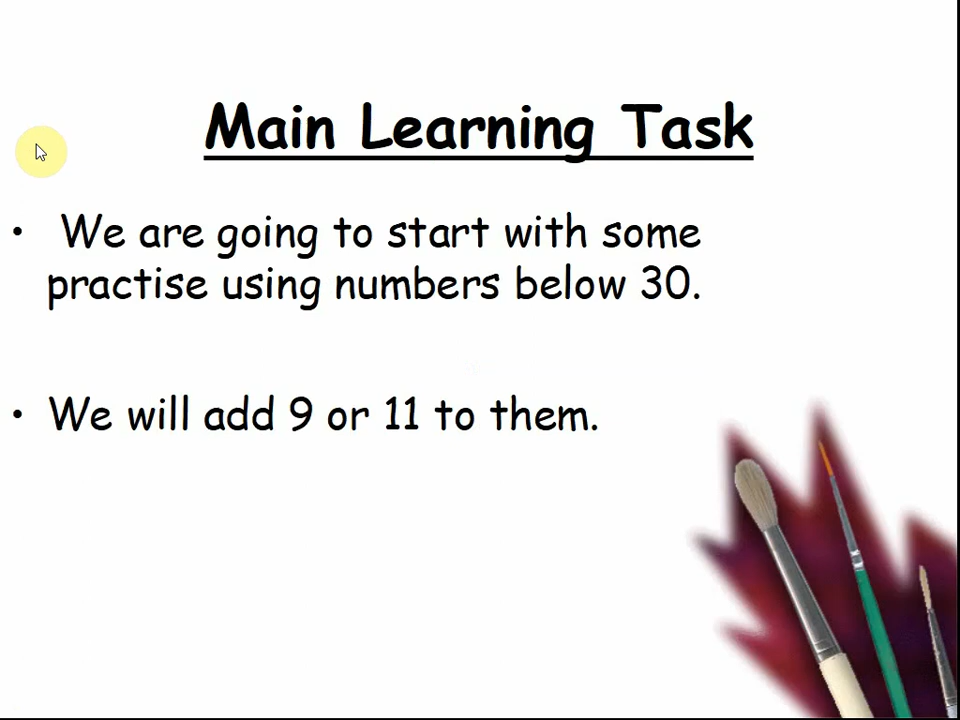 Main Learning Task
• We are going to start with some
practise using numbers below 30.
• We will add 9 or 11 to them.